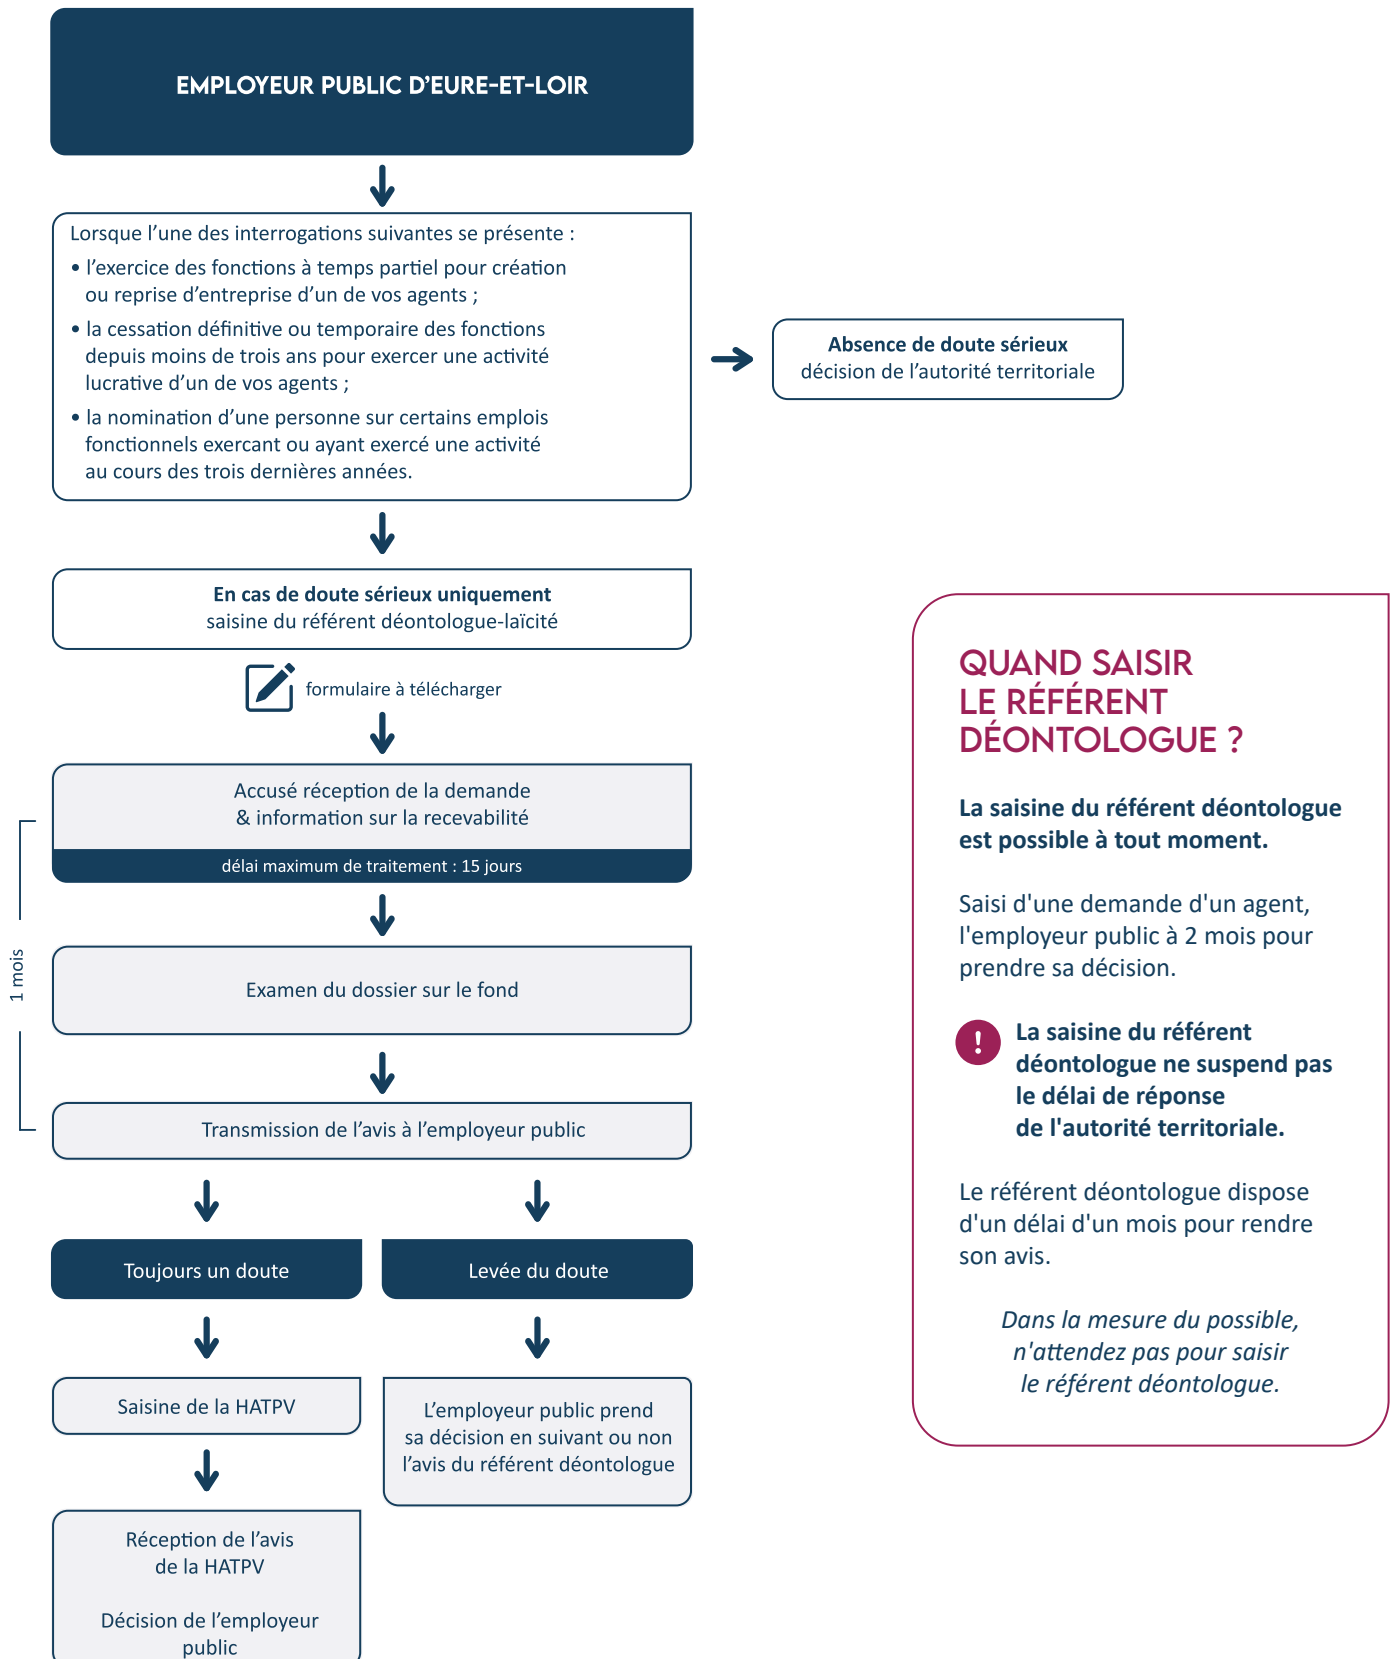 EMPLOYEUR PUBLIC D’EURE-ET-LOIR
Lorsque l’une des interrogations suivantes se présente :
• l’exercice des fonctions à temps partiel pour création
ou reprise d’entreprise d’un de vos agents ;
• la cessation définitive ou temporaire des fonctions
depuis moins de trois ans pour exercer une activité
lucrative d’un de vos agents ;
• la nomination d’une personne sur certains emplois
fonctionnels exercant ou ayant exercé une activité
au cours des trois dernières années.
Absence de doute sérieux
décision de l’autorité territoriale
En cas de doute sérieux uniquement
saisine du référent déontologue-laïcité
formulaire à télécharger
Accusé réception de la demande
& information sur la recevabilité
délai maximum de traitement : 15 jours
1 mois
Examen du dossier sur le fond
Transmission de l’avis à l’employeur public
Toujours un doute
Levée du doute
Saisine de la HATPV
L’employeur public prend
sa décision en suivant ou non
l’avis du référent déontologue
Réception de l’avis
de la HATPV
Décision de l’employeur
public
QUAND SAISIR
LE RÉFÉRENT
DÉONTOLOGUE ?
La saisine du référent déontologue
est possible à tout moment.
Saisi d'une demande d'un agent,
l'employeur public à 2 mois pour
prendre sa décision.
! La saisine du référent
déontologue ne suspend pas
le délai de réponse
de l'autorité territoriale.
Le référent déontologue dispose
d'un délai d'un mois pour rendre
son avis.
Dans la mesure du possible,
n'attendez pas pour saisir
le référent déontologue.